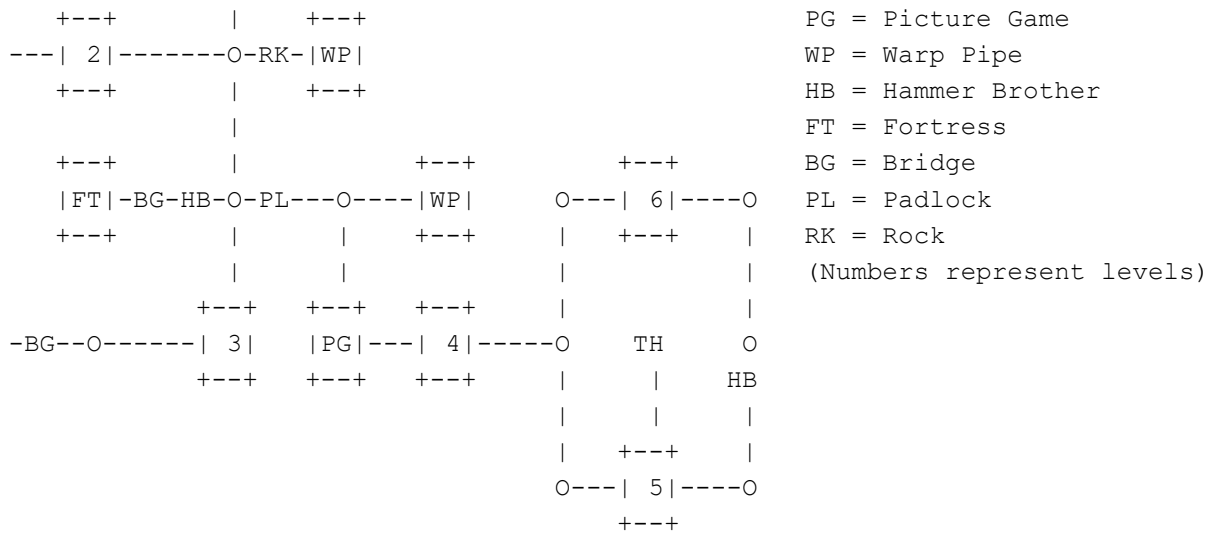 +--+       |    +--+                              PG = Picture Game
---| 2|-------O-RK-|WP|                              WP = Warp Pipe
   +--+       |    +--+                              HB = Hammer Brother
              |                                      FT = Fortress
   +--+       |           +--+         +--+          BG = Bridge
   |FT|-BG-HB-O-PL---O----|WP|     O---| 6|----O     PL = Padlock
   +--+       |      |    +--+     |   +--+    |     RK = Rock
              |      |             |           |     (Numbers represent levels)
            +--+   +--+   +--+     |           |
-BG--O------| 3|   |PG|---| 4|-----O    TH     O
            +--+   +--+   +--+     |     |    HB
                                   |     |     |
                                   |   +--+    |
                                   O---| 5|----O
                                       +--+